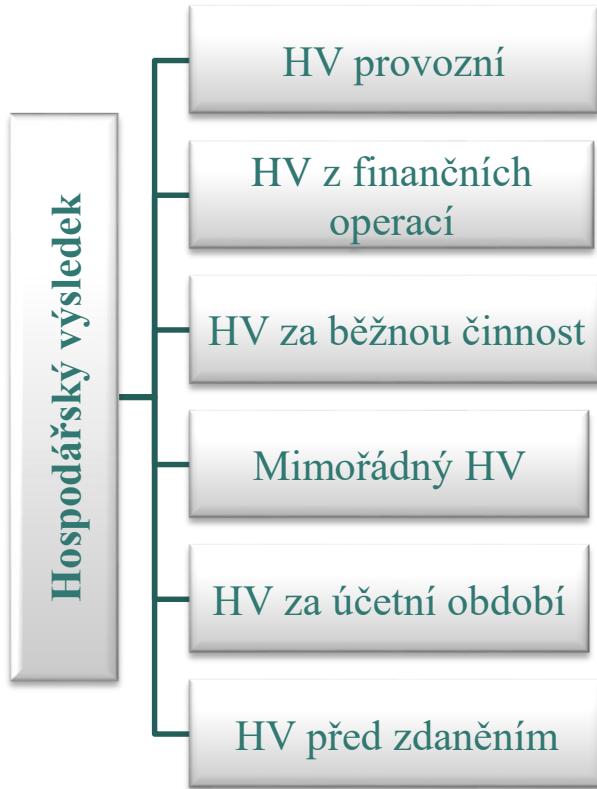 Hospodářský výsledek
HV provozní
HV z finančních
operací
HV za běžnou činnost
Mimořádný HV
HV za účetní období
HV před zdaněním